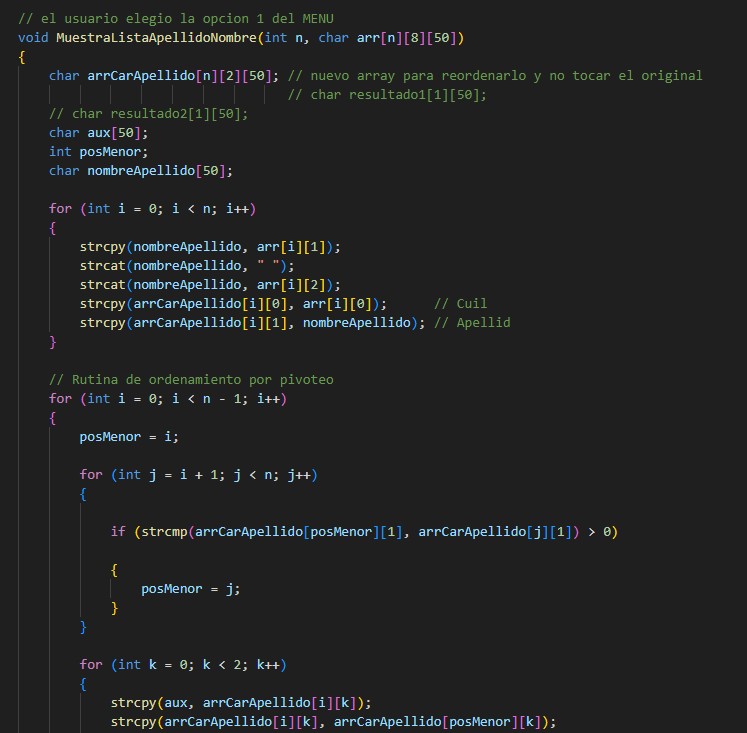 // el usuario elegio la opcion 1 del MENU
void MuestraListaApellidoNombre(int n, char arr[n][8][50])
{
    char arrCarApellido[n][2][50]; // nuevo array para reordenarlo y no tocar el original
                                   // char resultado1[1][50];
    // char resultado2[1][50];
    char aux[50];
    int posMenor;
    char nombreApellido[50];

    for (int i = 0; i < n; i++)
    {
        strcpy(nombreApellido, arr[i][1]);
        strcat(nombreApellido, " ");
        strcat(nombreApellido, arr[i][2]);
        strcpy(arrCarApellido[i][0], arr[i][0]);      // Cuil
        strcpy(arrCarApellido[i][1], nombreApellido); // Apellid
    }

    // Rutina de ordenamiento por pivoteo
    for (int i = 0; i < n - 1; i++)
    {
        posMenor = i;

        for (int j = i + 1; j < n; j++)
        {

            if (strcmp(arrCarApellido[posMenor][1], arrCarApellido[j][1]) > 0)

            {
                posMenor = j;
            }
        }

        for (int k = 0; k < 2; k++)
        {
            strcpy(aux, arrCarApellido[i][k]);
            strcpy(arrCarApellido[i][k], arrCarApellido[posMenor][k]);